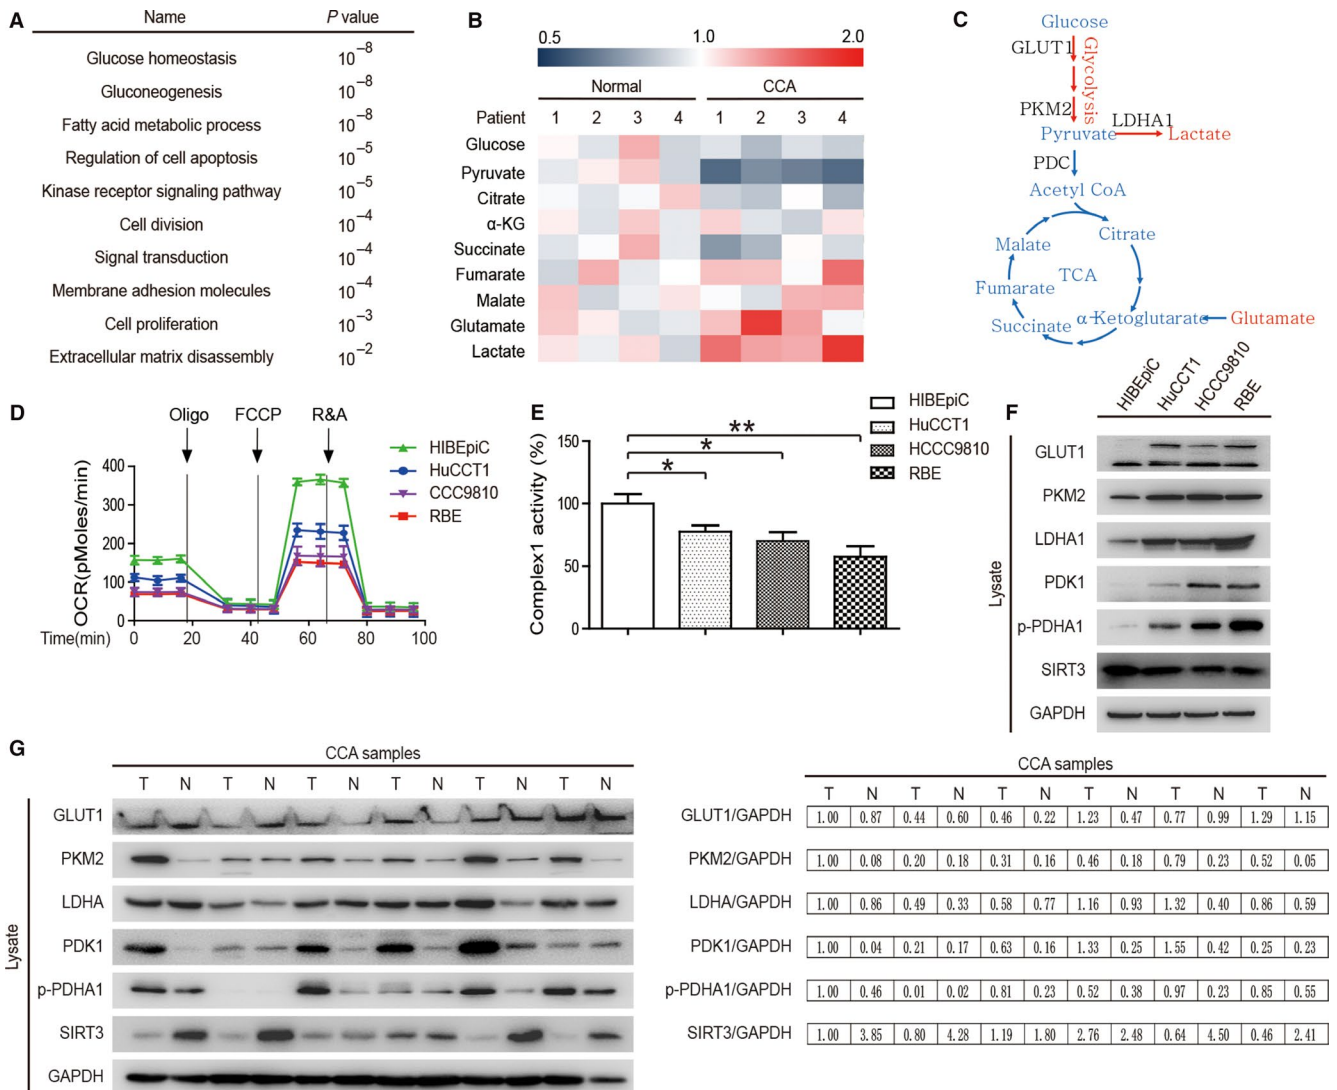 A
Name P value
Glucose homeostasis 10−8
Gluconeogenesis 10−8
Fatty acid metabolic process 10−8
Regulation of cell apoptosis 10−5
Kinase receptor signaling pathway 10−5
Cell division 10−4
Signal transduction 10−4
Membrane adhesion molecules 10−4
Cell proliferation 10−3
Extracellular matrix disassembly 10−2
B
0.5 1.0 2.0
Normal CCA
Patient 1 2 3 4 1 2 3 4
Glucose
Pyruvate
Citrate
α-KG
Succinate
Fumarate
Malate
Glutamate
Lactate
C
Glucose
GLUT1
Glycolysis
PKM2
LDHA1
Pyruvate Lactate
PDC
Acetyl CoA
Malate Citrate
TCA
Fumarate
Succinate α-Ketoglutarate Glutamate
D
Oligo FCCP R&A
OCR(pMoles/min)
400
300
200
100
0
Time(min) 0 20 40 60 80 100
HIBEpiC
HuCCT1
CCC9810
RBE
E
Complex1 activity (%)
150
100
50
0
* * **
HIBEpiC
HuCCT1
HCCC9810
RBE
F
HIBEpiC HuCCT1 HCCC9810 RBE
Lysate
GLUT1
PKM2
LDHA1
PDK1
p-PDHA1
SIRT3
GAPDH
G
CCA samples
T N T N T N T N T N T N
Lysate
GLUT1
PKM2
LDHA
PDK1
p-PDHA1
SIRT3
GAPDH
CCA samples
T N T N T N T N T N T N
GLUT1/GAPDH 1.00 0.87 0.44 0.60 0.46 0.22 1.23 0.47 0.77 0.99 1.29 1.15
PKM2/GAPDH 1.00 0.08 0.20 0.18 0.31 0.16 0.46 0.18 0.79 0.23 0.52 0.05
LDHA/GAPDH 1.00 0.86 0.49 0.33 0.58 0.77 1.16 0.93 1.32 0.40 0.86 0.59
PDK1/GAPDH 1.00 0.04 0.21 0.17 0.63 0.16 1.33 0.25 1.55 0.42 0.25 0.23
p-PDHA1/GAPDH 1.00 0.46 0.01 0.02 0.81 0.23 0.52 0.38 0.97 0.23 0.85 0.55
SIRT3/GAPDH 1.00 3.85 0.80 4.28 1.19 1.80 2.76 2.48 0.64 4.50 0.46 2.41